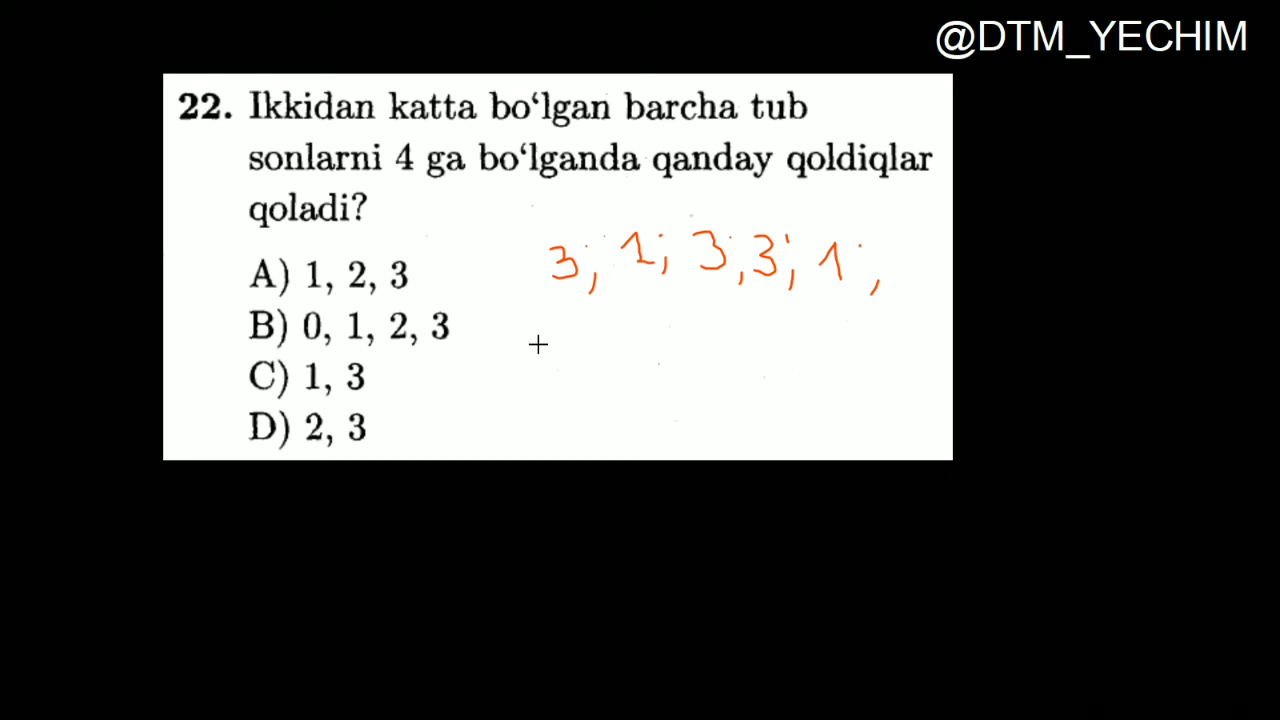 @DTM_YECHIM
22. Ikkidan katta bo‘lgan barcha tub
sonlarni 4 ga bo‘lganda qanday qoldiqlar
qoladi?
3; 1; 3, 3; 1,
A) 1, 2, 3
B) 0, 1, 2, 3
C) 1, 3
D) 2, 3